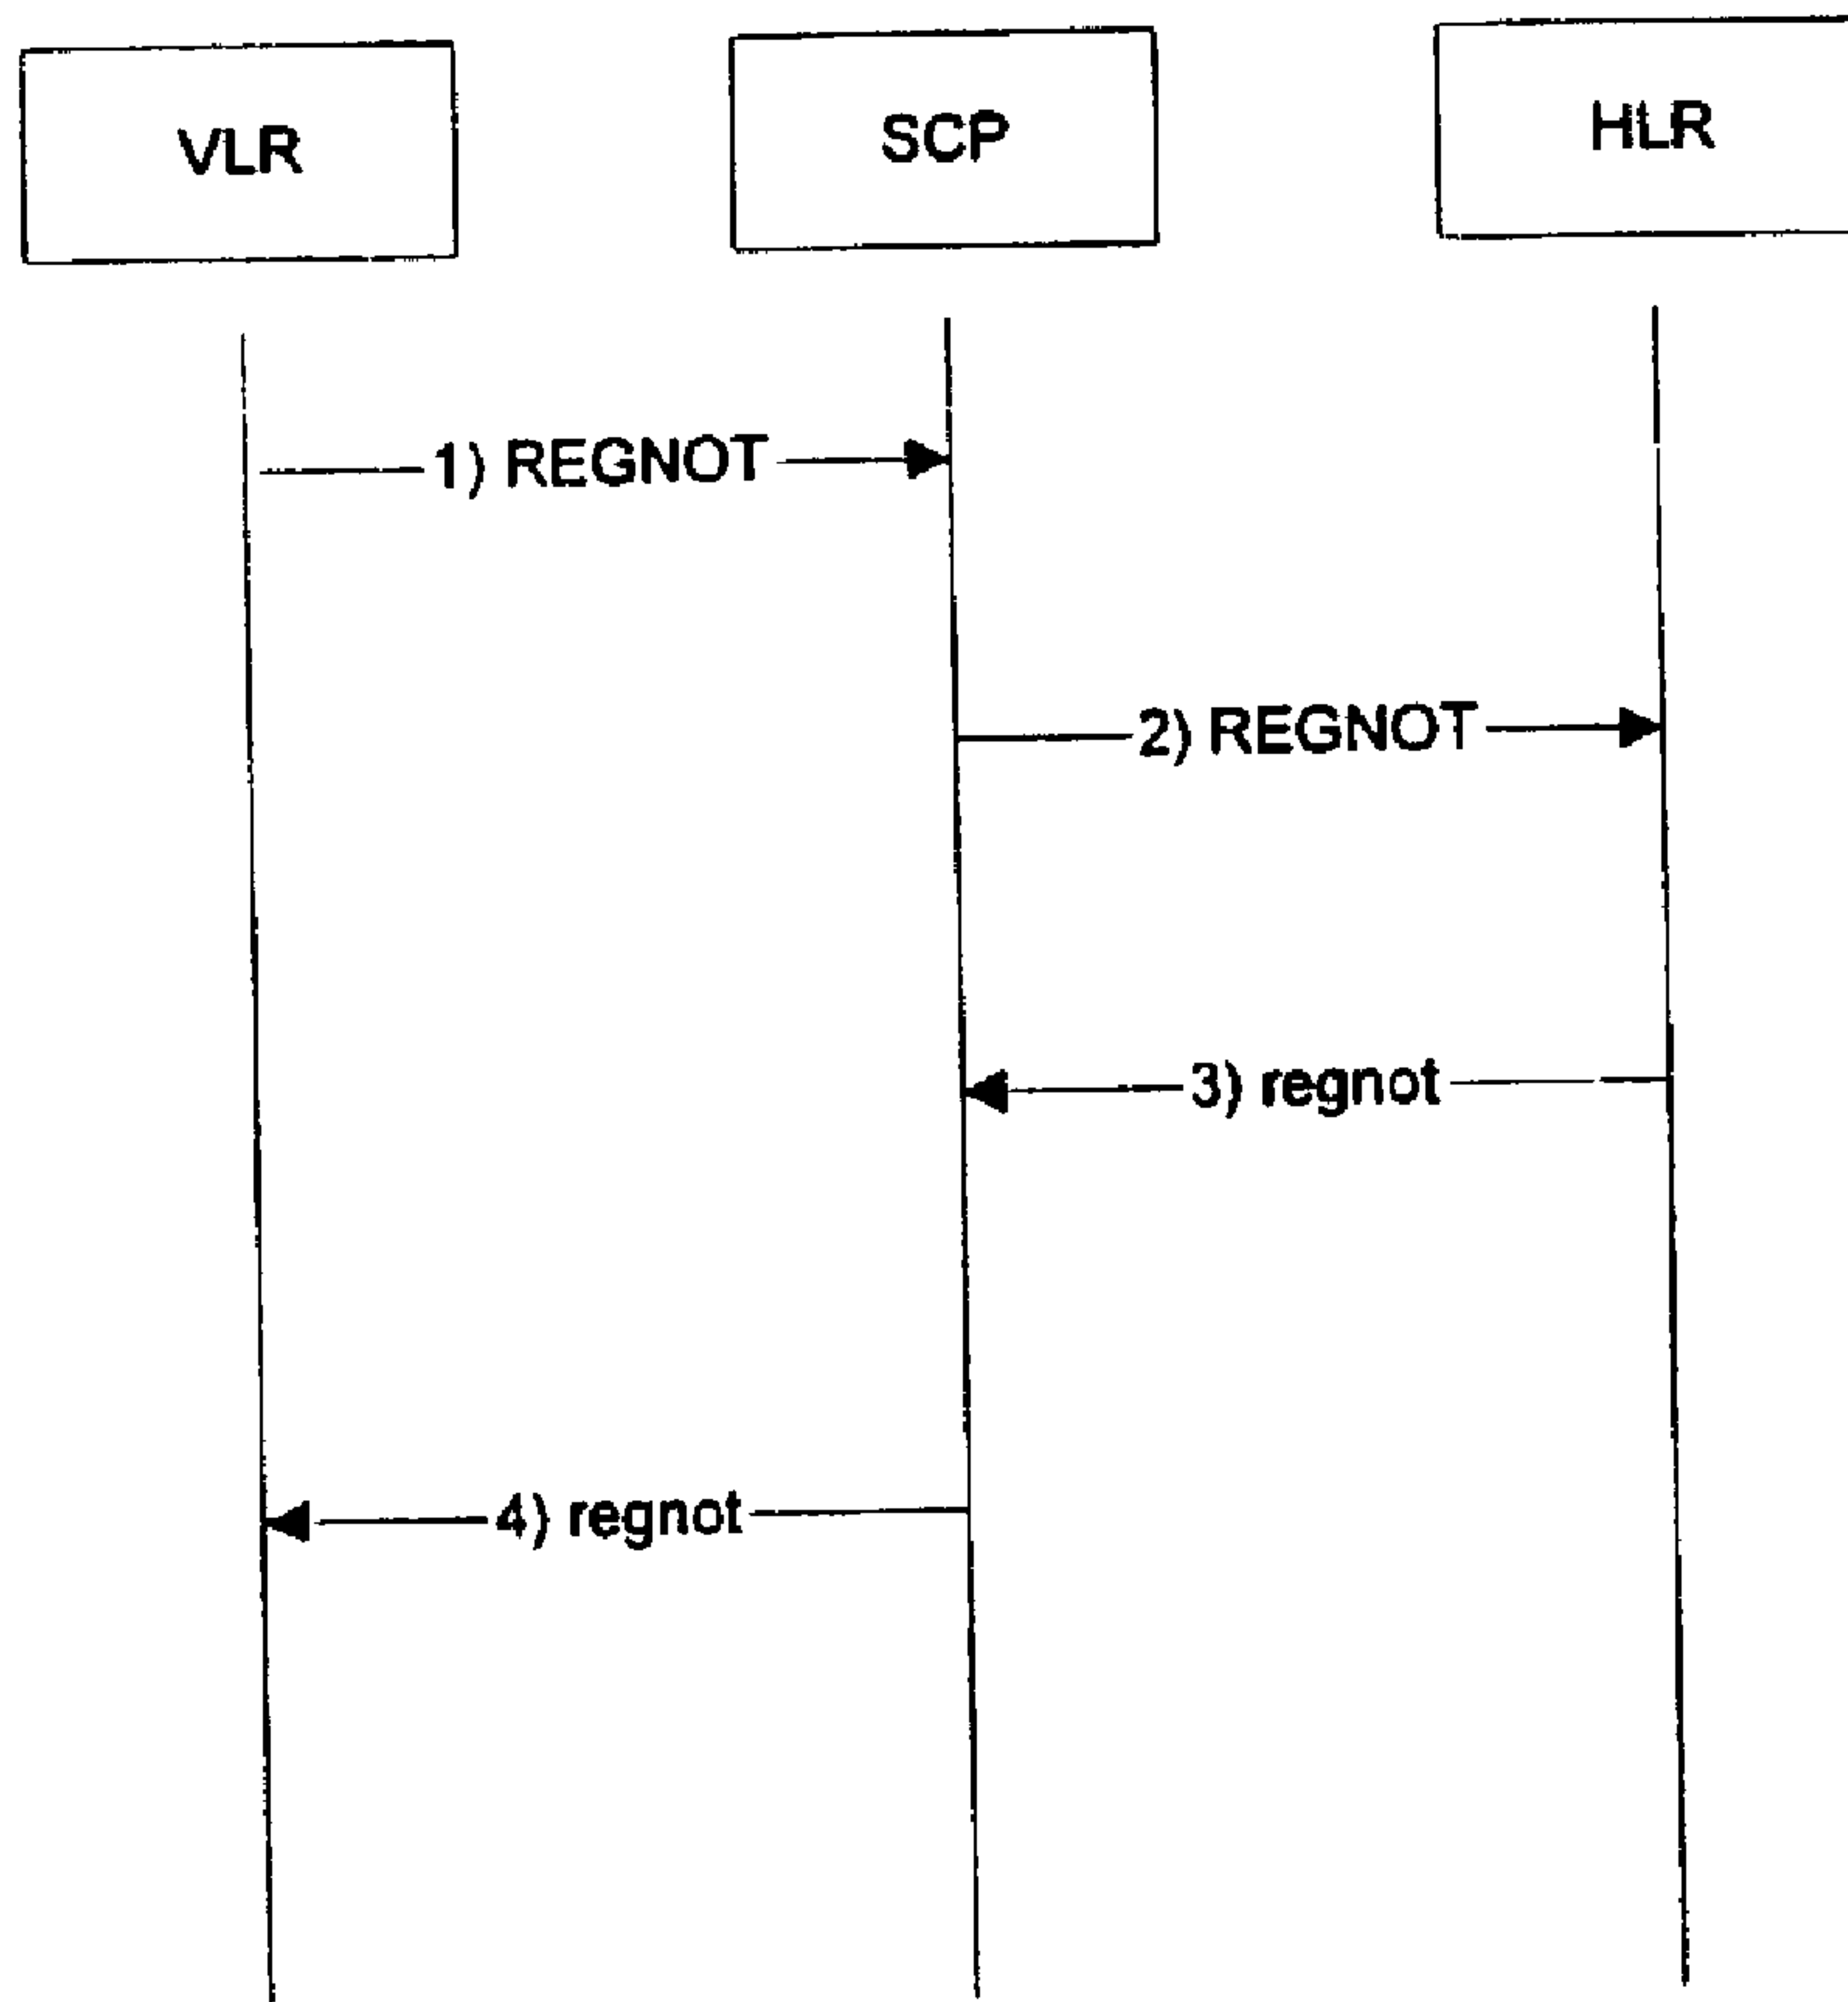 VLR
SCP
HLR
1) REGNOT
2) REGNOT
3) regnot
4) regnot